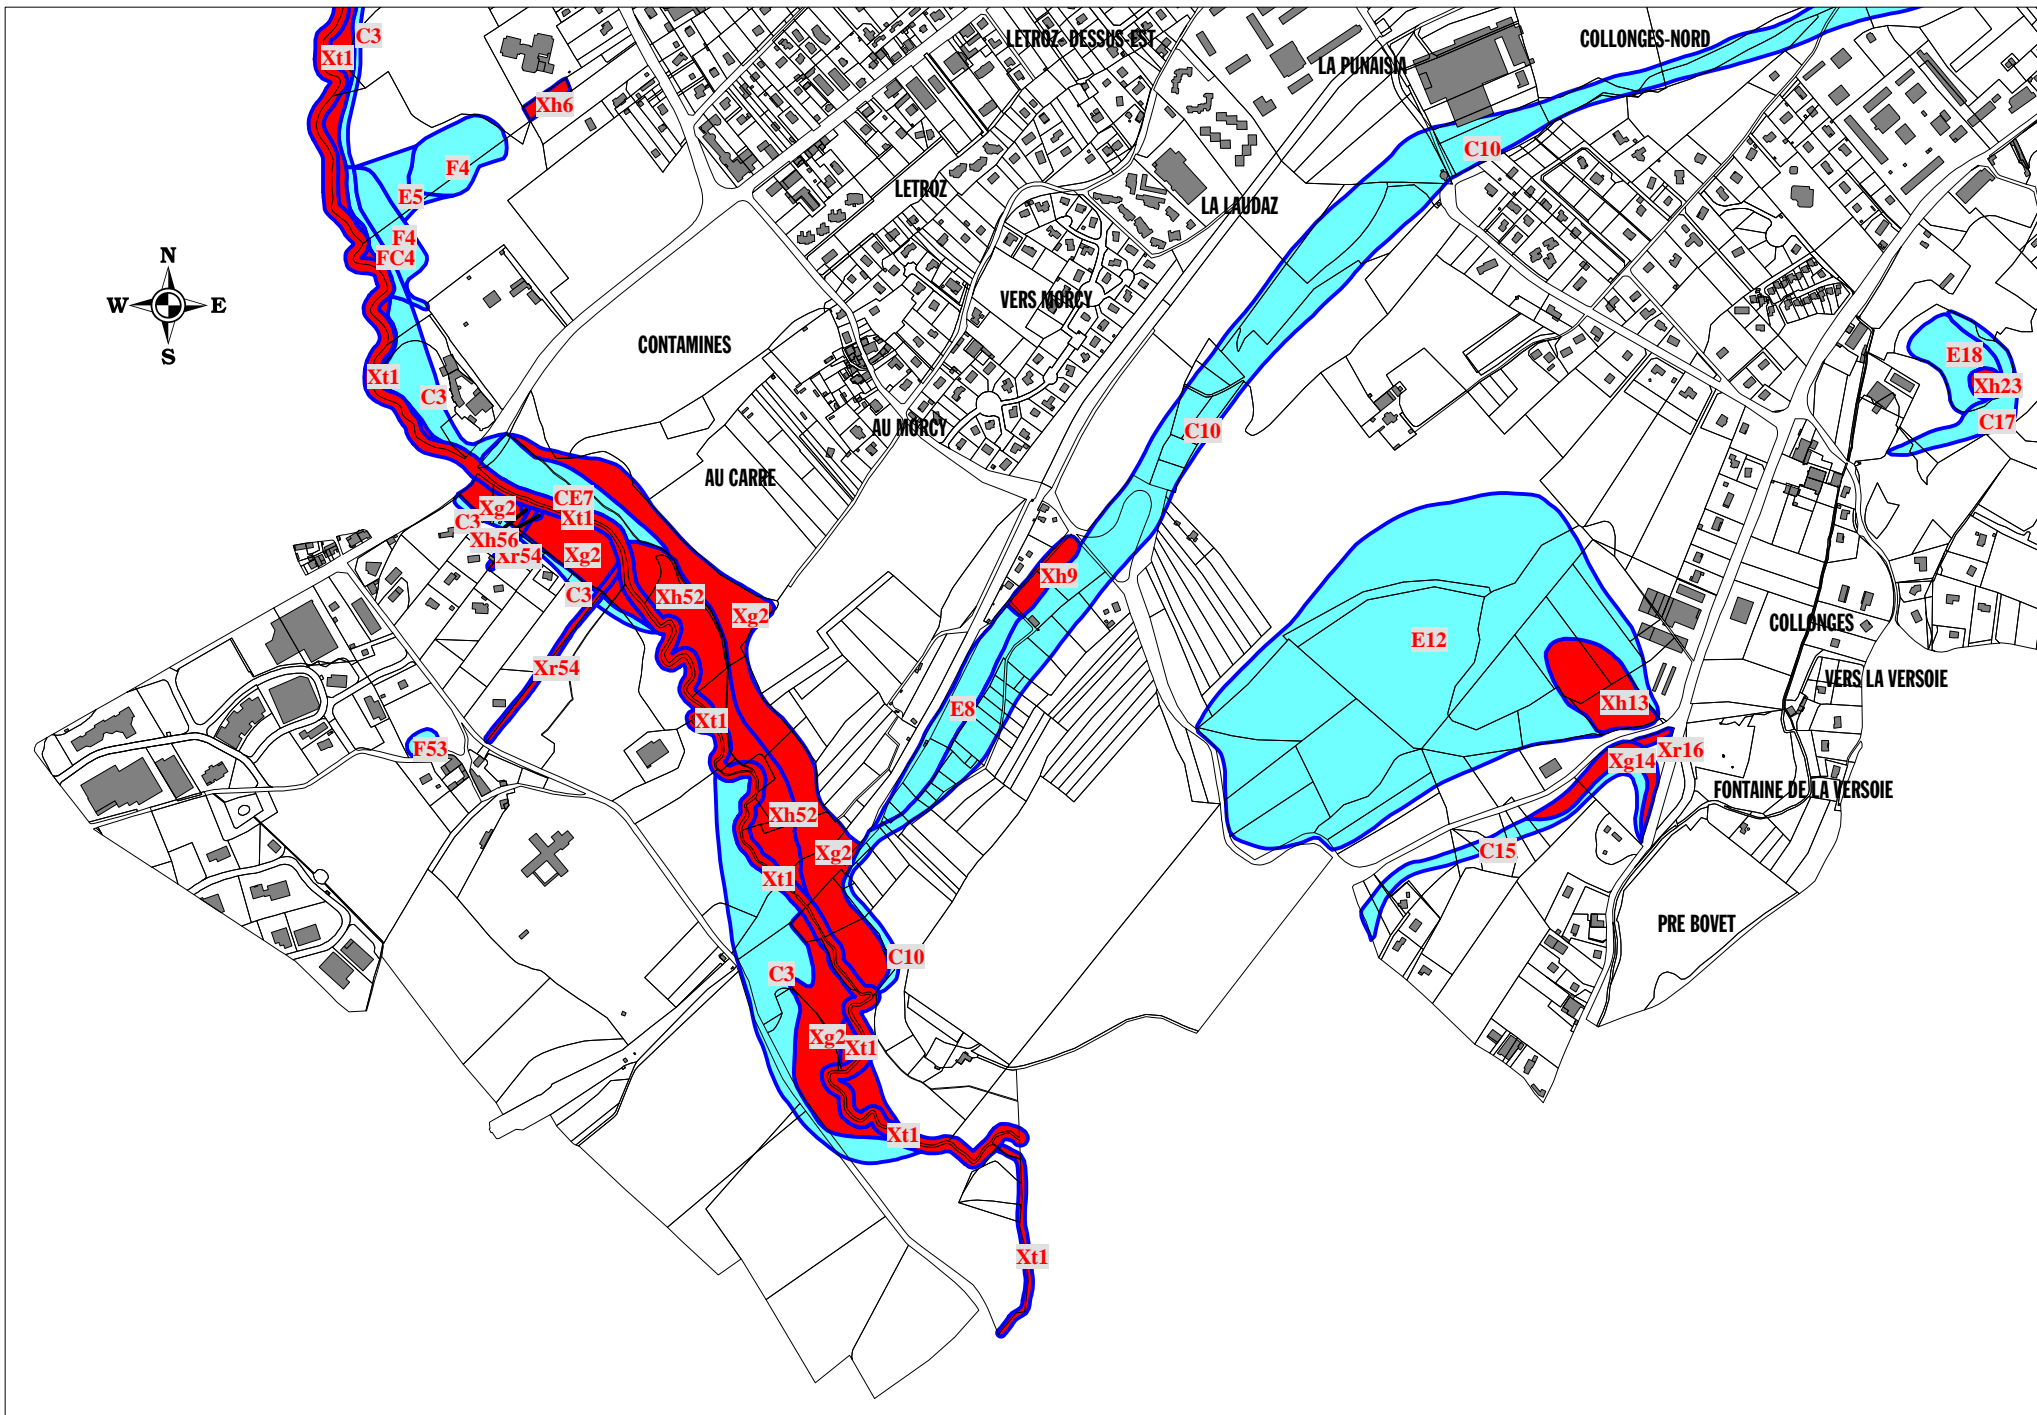 C3
LETROZ-DESSUS-EST
COLLONGES-NORD
Xt1
LA PUNAISIA
Xh6
C10
F4
LETROZ
E5
LA LAUDAZ
F4
FC4
N
W E
S
VERS MORCY
CONTAMINES
E18
Xt1
Xh23
C3
C17
AU MORCY
C10
AU CARRE
CE7
Xg2
C3
Xt1
Xh56
Xr54
Xg2
Xh9
C3
Xh52
Xg2
COLLONGES
E12
Xr54
VERS LA VERSOIE
Xh13
E8
Xt1
F53
Xr16
Xg14
FONTAINE DE LA VERSOIE
Xh52
Xg2
C15
Xt1
PRE BOVET
C10
C3
Xg2
Xt1
Xt1
Xt1